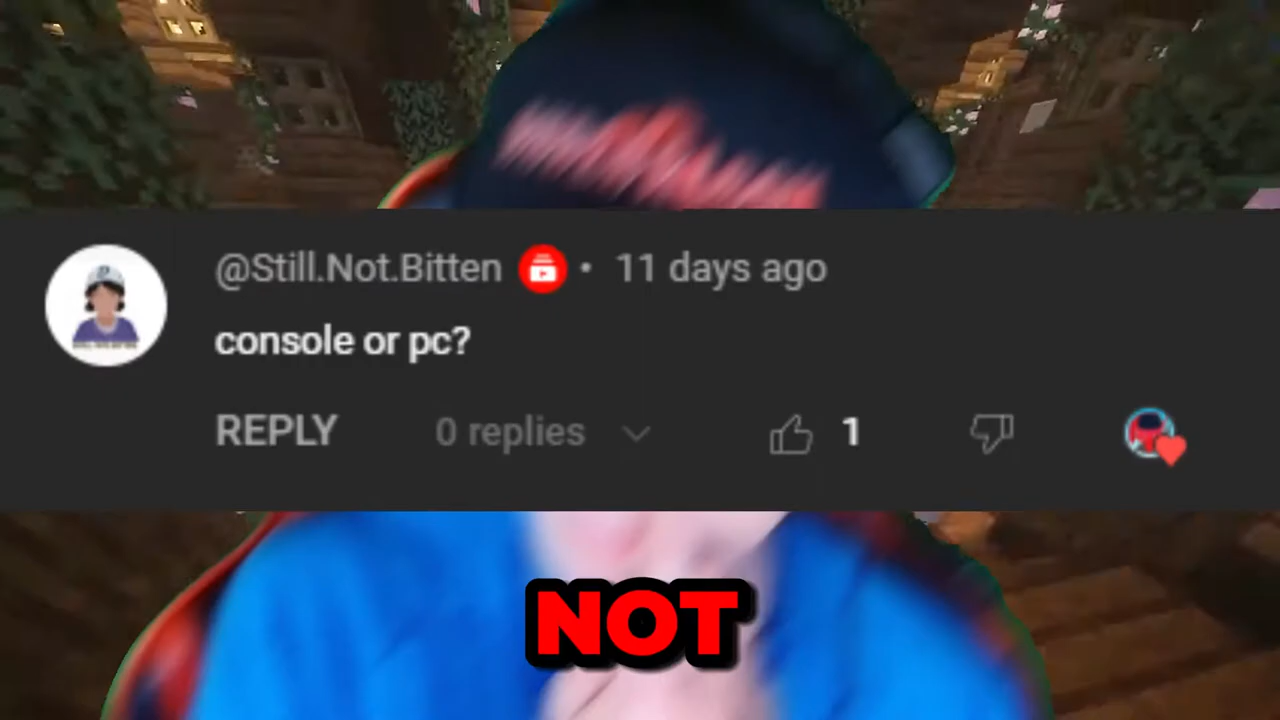 @Still.Not.Bitten • 11 days ago
console or pc?
REPLY 0 replies 1
NOT